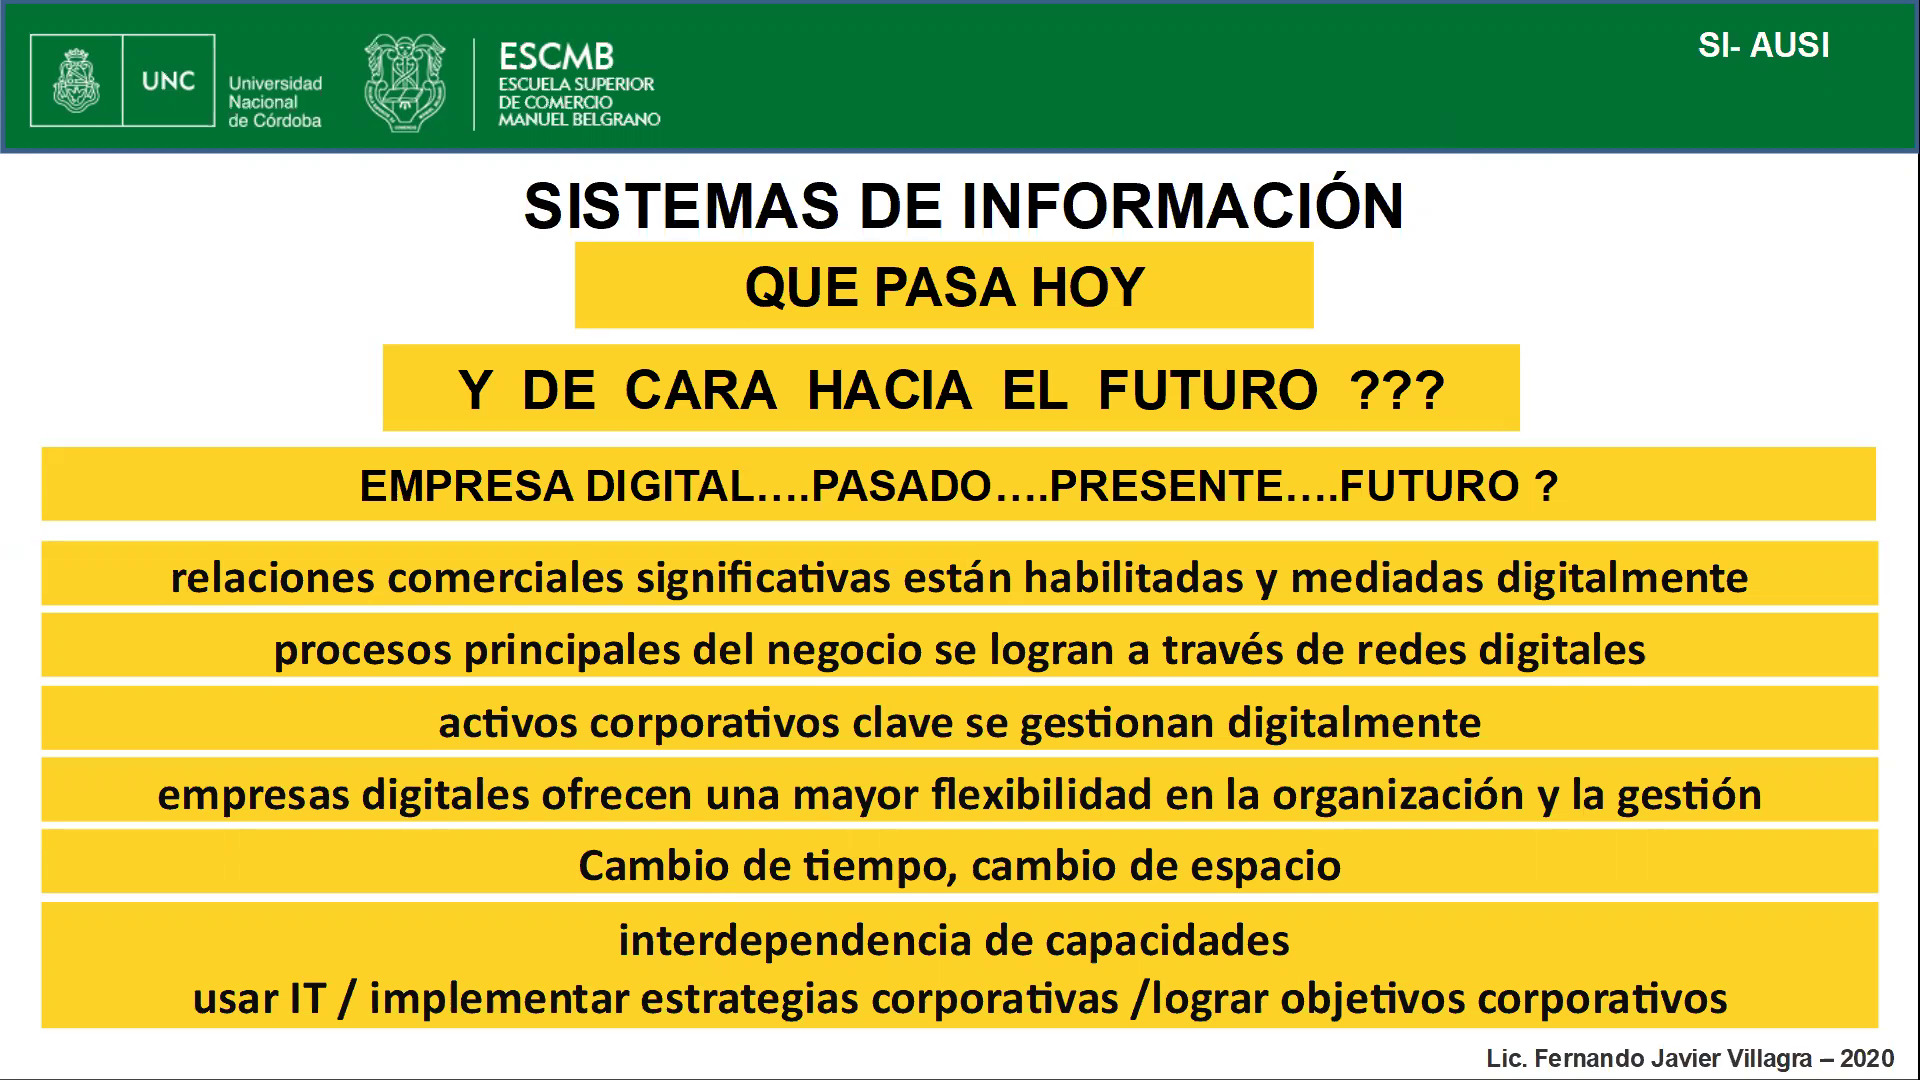 UNC
Universidad
Nacional
de Córdoba
ESCMB
ESCUELA SUPERIOR
DE COMERCIO
MANUEL BELGRANO
SI- AUSI
SISTEMAS DE INFORMACIÓN
QUE PASA HOY
Y DE CARA HACIA EL FUTURO ???
EMPRESA DIGITAL....PASADO....PRESENTE....FUTURO ?
relaciones comerciales significativas están habilitadas y mediadas digitalmente
procesos principales del negocio se logran a través de redes digitales
activos corporativos clave se gestionan digitalmente
empresas digitales ofrecen una mayor flexibilidad en la organización y la gestión
Cambio de tiempo, cambio de espacio
interdependencia de capacidades
usar IT / implementar estrategias corporativas /lograr objetivos corporativos
Lic. Fernando Javier Villagra – 2020